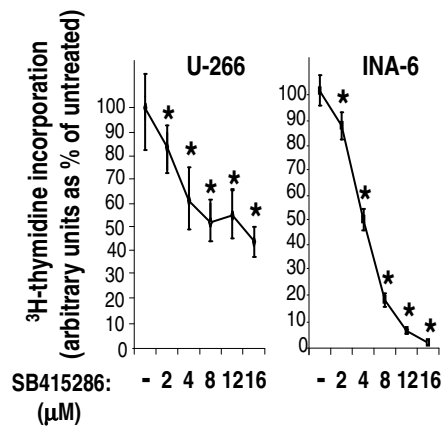 ³H-thymidine incorporation
(arbitrary units as % of untreated)
U-266
100
90
80
70
60
50
40
30
20
10
0
* * * * *
INA-6
100
90
80
70
60
50
40
30
20
10
0
* * * * *
SB415286: - 2 4 8 12 16 - 2 4 8 12 16
(µM)